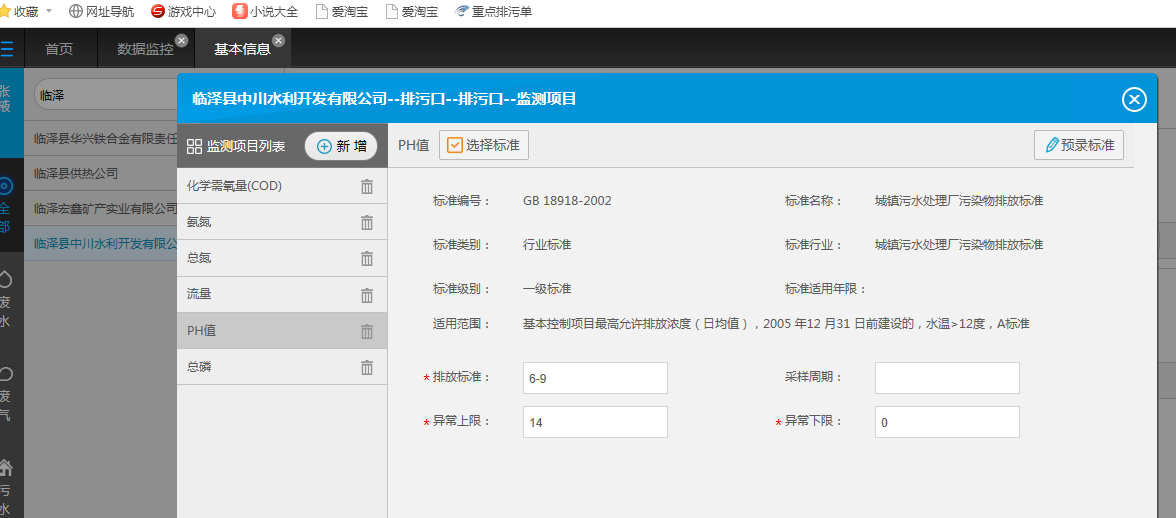 收藏 网址导航 游戏中心 小说大全 爱淘宝 爱淘宝 重点排污单
首页 数据监控 基本信息
张掖
全部
废水
废气
污水
临泽
临泽县华兴铁合金有限责任
临泽县供热公司
临泽宏鑫矿产实业有限公司
临泽县中川水利开发有限公
临泽县中川水利开发有限公司--排污口--排污口--监测项目
监测项目列表 新 增
化学需氧量(COD)
氨氮
总氮
流量
PH值
总磷
PH值 选择标准 预录标准
标准编号： GB 18918-2002 标准名称： 城镇污水处理厂污染物排放标准
标准类别： 行业标准 标准行业： 城镇污水处理厂污染物排放标准
标准级别： 一级标准 标准适用年限：
适用范围： 基本控制项目最高允许排放浓度（日均值），2005 年12 月31 日前建设的，水温>12度，A标准
*排放标准： 6-9 采样周期：
*异常上限： 14 *异常下限： 0